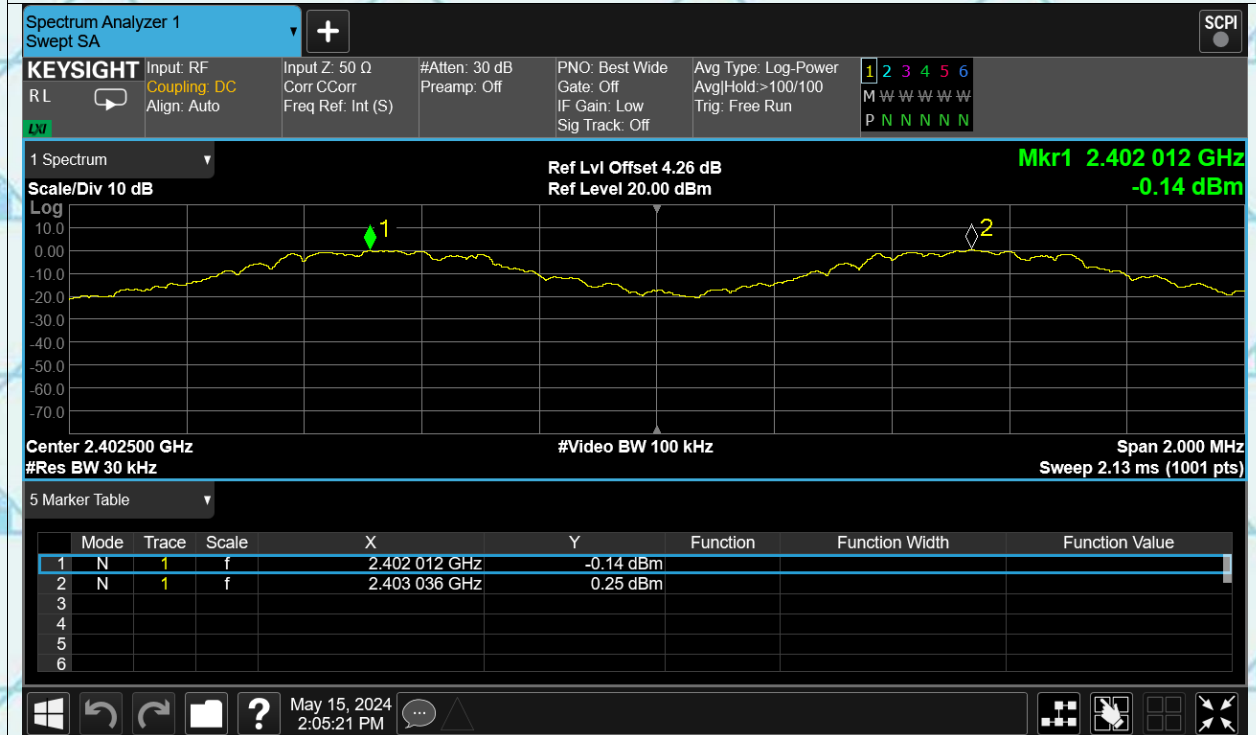 Spectrum Analyzer 1
Swept SA
+
SCPI
KEYSIGHT
R L
LXI
Input: RF
Coupling: DC
Align: Auto
Input Z: 50 Ω
Corr CCorr
Freq Ref: Int (S)
#Atten: 30 dB
Preamp: Off
PNO: Best Wide
Gate: Off
IF Gain: Low
Sig Track: Off
Avg Type: Log-Power
Avg|Hold:>100/100
Trig: Free Run
1 2 3 4 5 6
M W W W W W
P N N N N N
1 Spectrum
Scale/Div 10 dB
Ref Lvl Offset 4.26 dB
Ref Level 20.00 dBm
Mkr1 2.402 012 GHz
-0.14 dBm
Log
10.0
0.00
-10.0
-20.0
-30.0
-40.0
-50.0
-60.0
-70.0
1
2
Center 2.402500 GHz
#Video BW 100 kHz
Span 2.000 MHz
#Res BW 30 kHz
Sweep 2.13 ms (1001 pts)
5 Marker Table
Mode Trace Scale X Y Function Function Width Function Value
1 N 1 f 2.402 012 GHz -0.14 dBm
2 N 1 f 2.403 036 GHz 0.25 dBm
3
4
5
6
?
May 15, 2024
2:05:21 PM